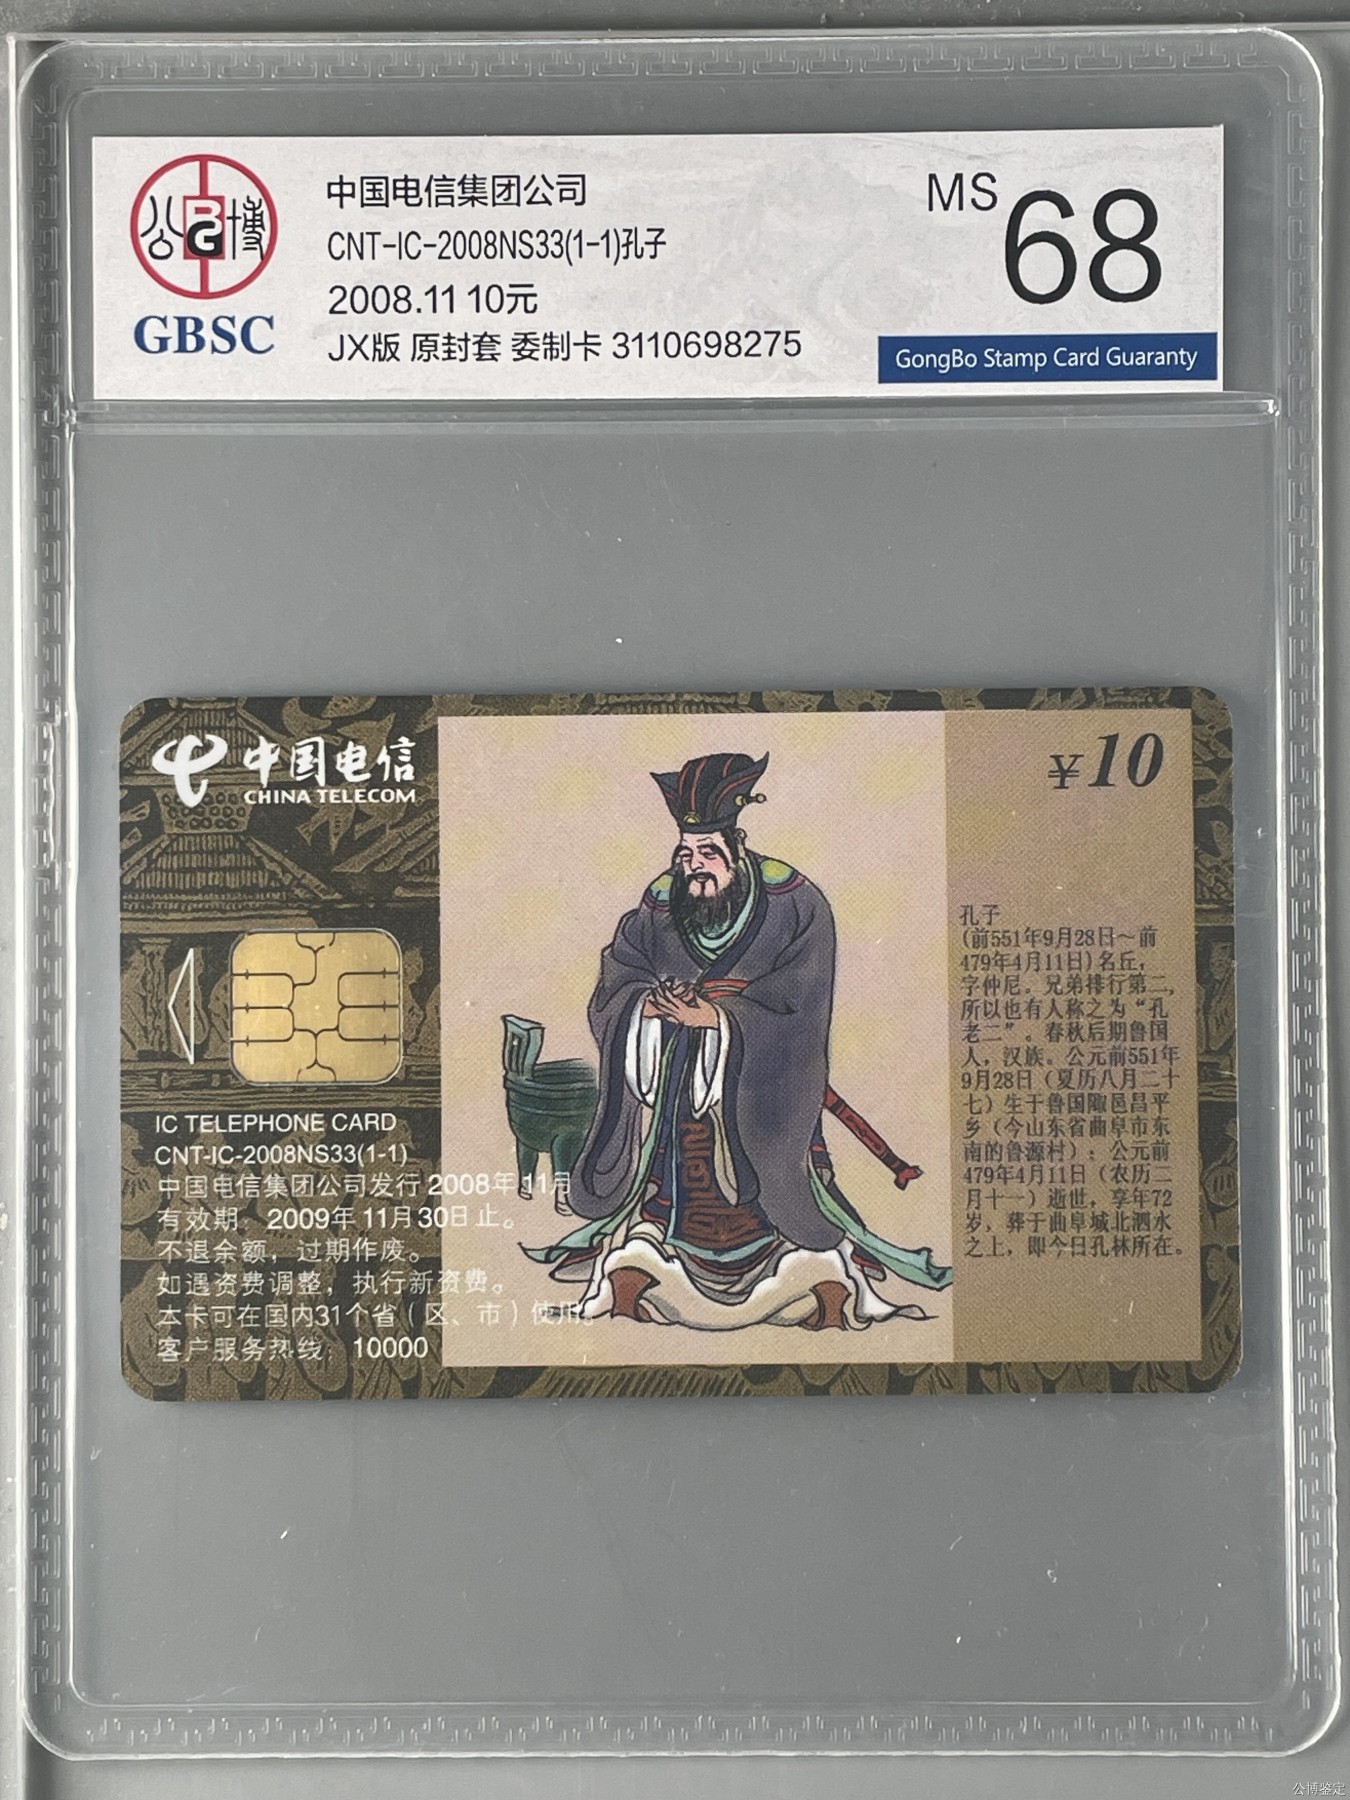 公博
RG
GBSC
中国电信集团公司
CNT-IC-2008NS33(1-1)孔子
2008.11 10元
JX版 原封套 委制卡 3110698275
MS 68
GongBo Stamp Card Guaranty
中国电信
CHINA TELECOM
¥10
IC TELEPHONE CARD
CNT-IC-2008NS33(1-1)
中国电信集团公司发行 2008年11月
有效期：2009年11月30日止。
不退余额，过期作废。
如遇资费调整，执行新资费。
本卡可在国内31个省（区、市）使用。
客户服务热线：10000
孔子
(前551年9月28日～前
479年4月11日)名丘，
字仲尼。兄弟排行第二，
所以也有人称之为“孔
老二”。春秋后期鲁国
人，汉族。公元前551年
9月28日（夏历八月二十
七）生于鲁国陬邑昌平
乡（今山东省曲阜市东
南的鲁源村）；公元前
479年4月11日（农历二
月十一）逝世，享年72
岁，葬于曲阜城北泗水
之上，即今日孔林所在。
公博鉴定